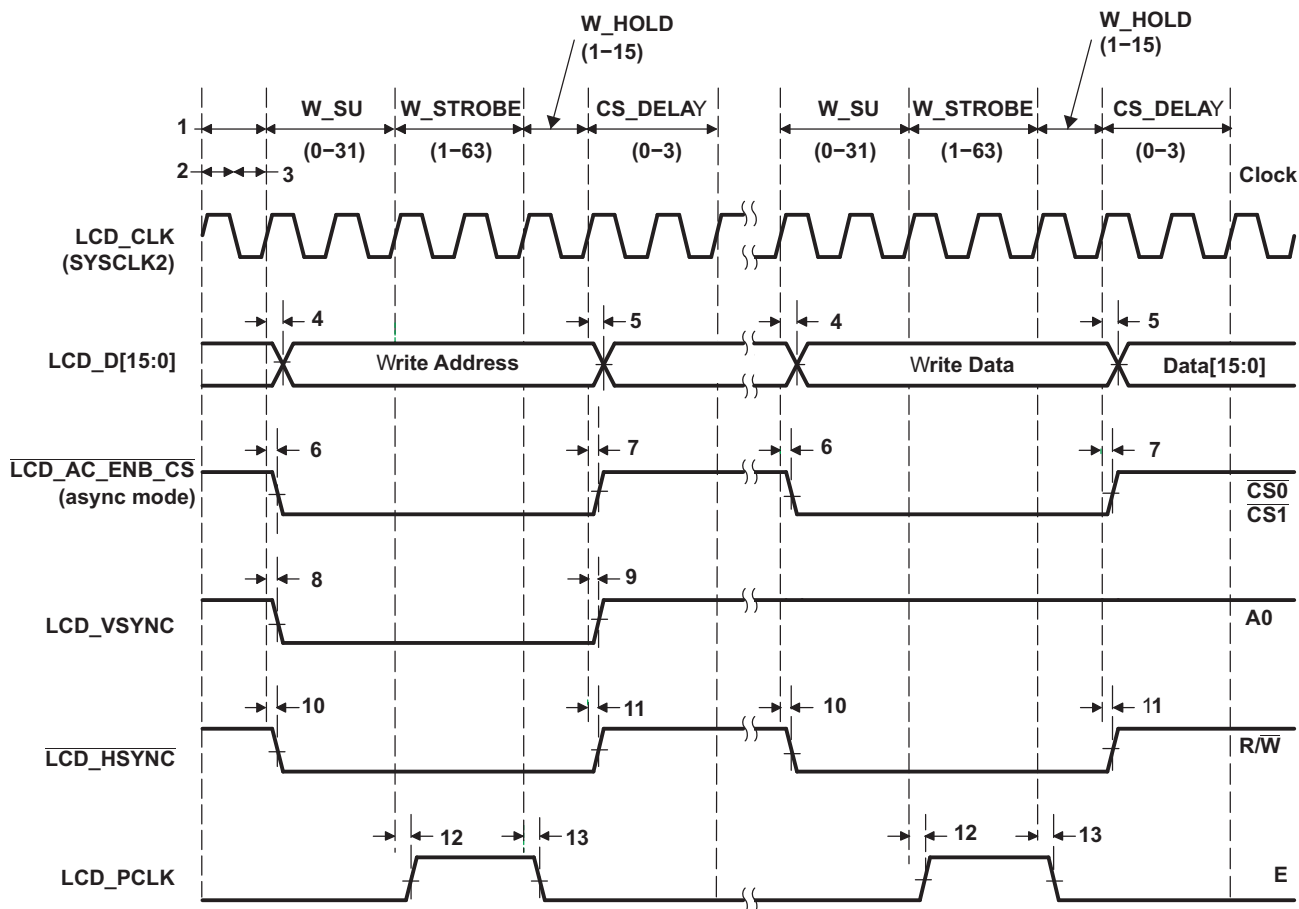 W_HOLD
(1−15)
W_HOLD
(1−15)
W_SU W_STROBE CS_DELAY W_SU W_STROBE CS_DELAY
1
(0−31) (1−63) (0−3) (0−31) (1−63) (0−3)
2 3 Clock
LCD_CLK
(SYSCLK2)
4 5 4 5
LCD_D[15:0] Write Address Write Data Data[15:0]
6 7 6 7
LCD_AC_ENB_CS
(async mode)
CS0
CS1
8 9
LCD_VSYNC A0
10 11 10 11
LCD_HSYNC R/W
12 13 12 13
LCD_PCLK E